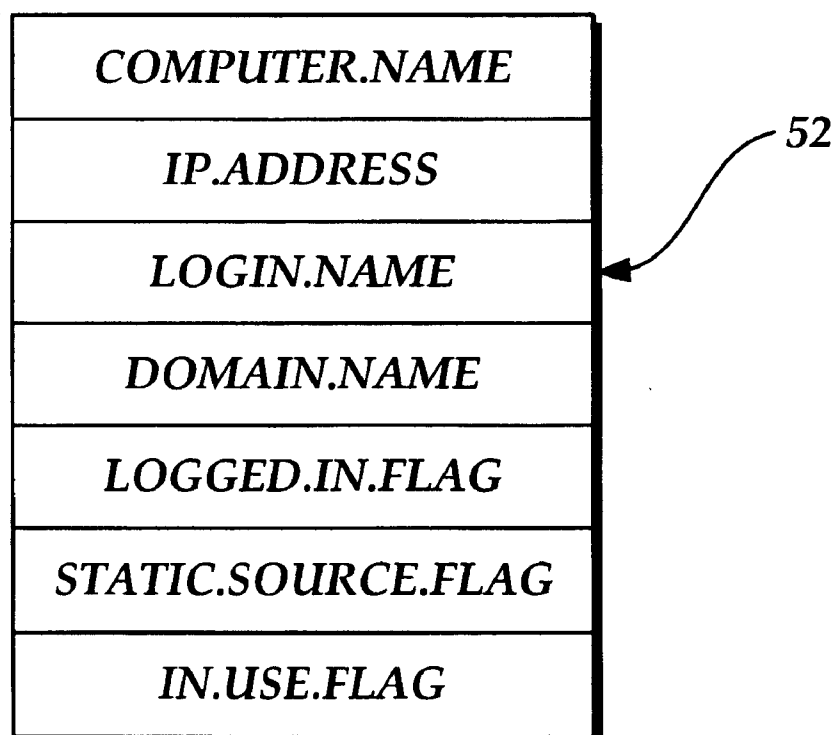 COMPUTER.NAME
IP.ADDRESS
52
LOGIN.NAME
DOMAIN.NAME
LOGGED.IN.FLAG
STATIC.SOURCE.FLAG
IN.USE.FLAG